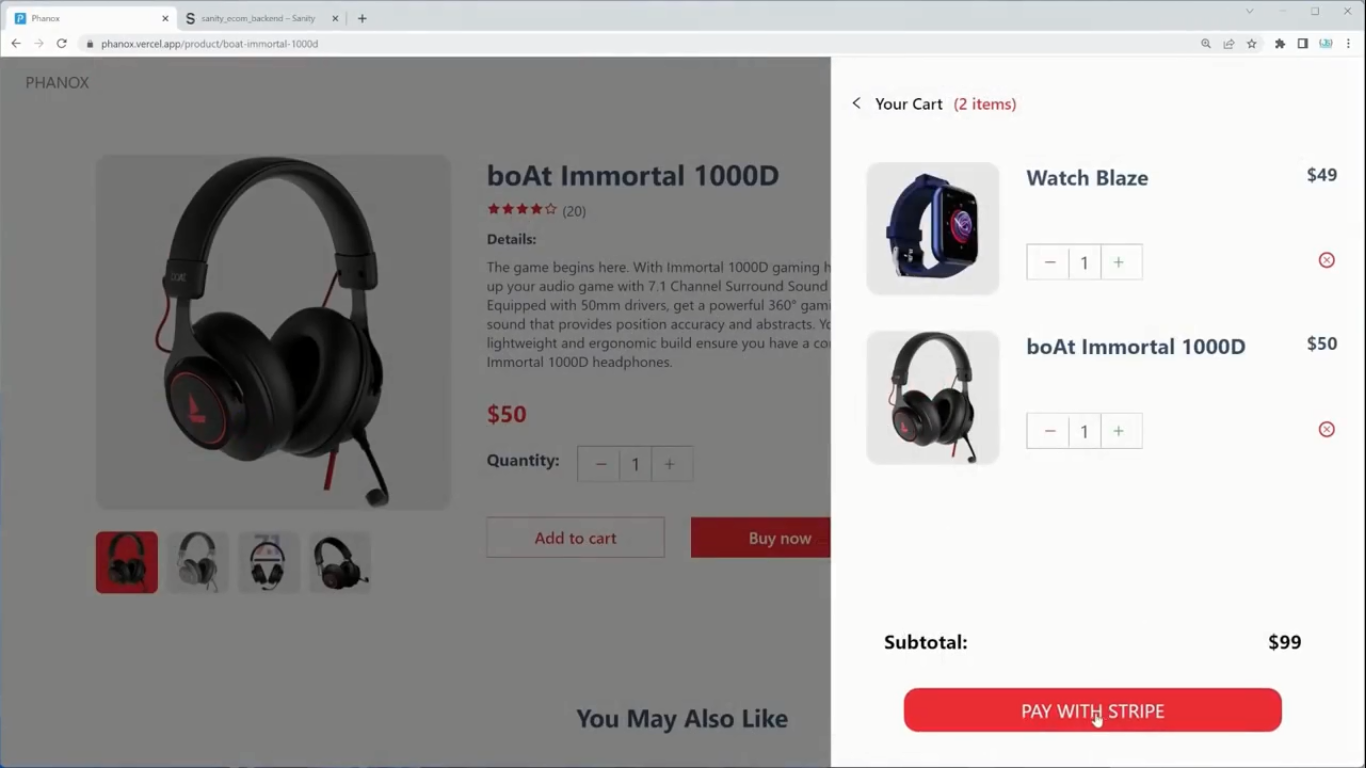 Phanox
sanity_ecom_backend – Sanity
phanox.vercel.app/product/boat-immortal-1000d
PHANOX
boAt Immortal 1000D
(20)
Details:
The game begins here. With Immortal 1000D gaming h
up your audio game with 7.1 Channel Surround Sound
Equipped with 50mm drivers, get a powerful 360° gami
sound that provides position accuracy and abstracts. Yo
lightweight and ergonomic build ensure you have a co
Immortal 1000D headphones.
$50
Quantity:
− 1 +
Add to cart
Buy now
You May Also Like
Your Cart (2 items)
Watch Blaze $49
− 1 +
boAt Immortal 1000D $50
− 1 +
Subtotal: $99
PAY WITH STRIPE